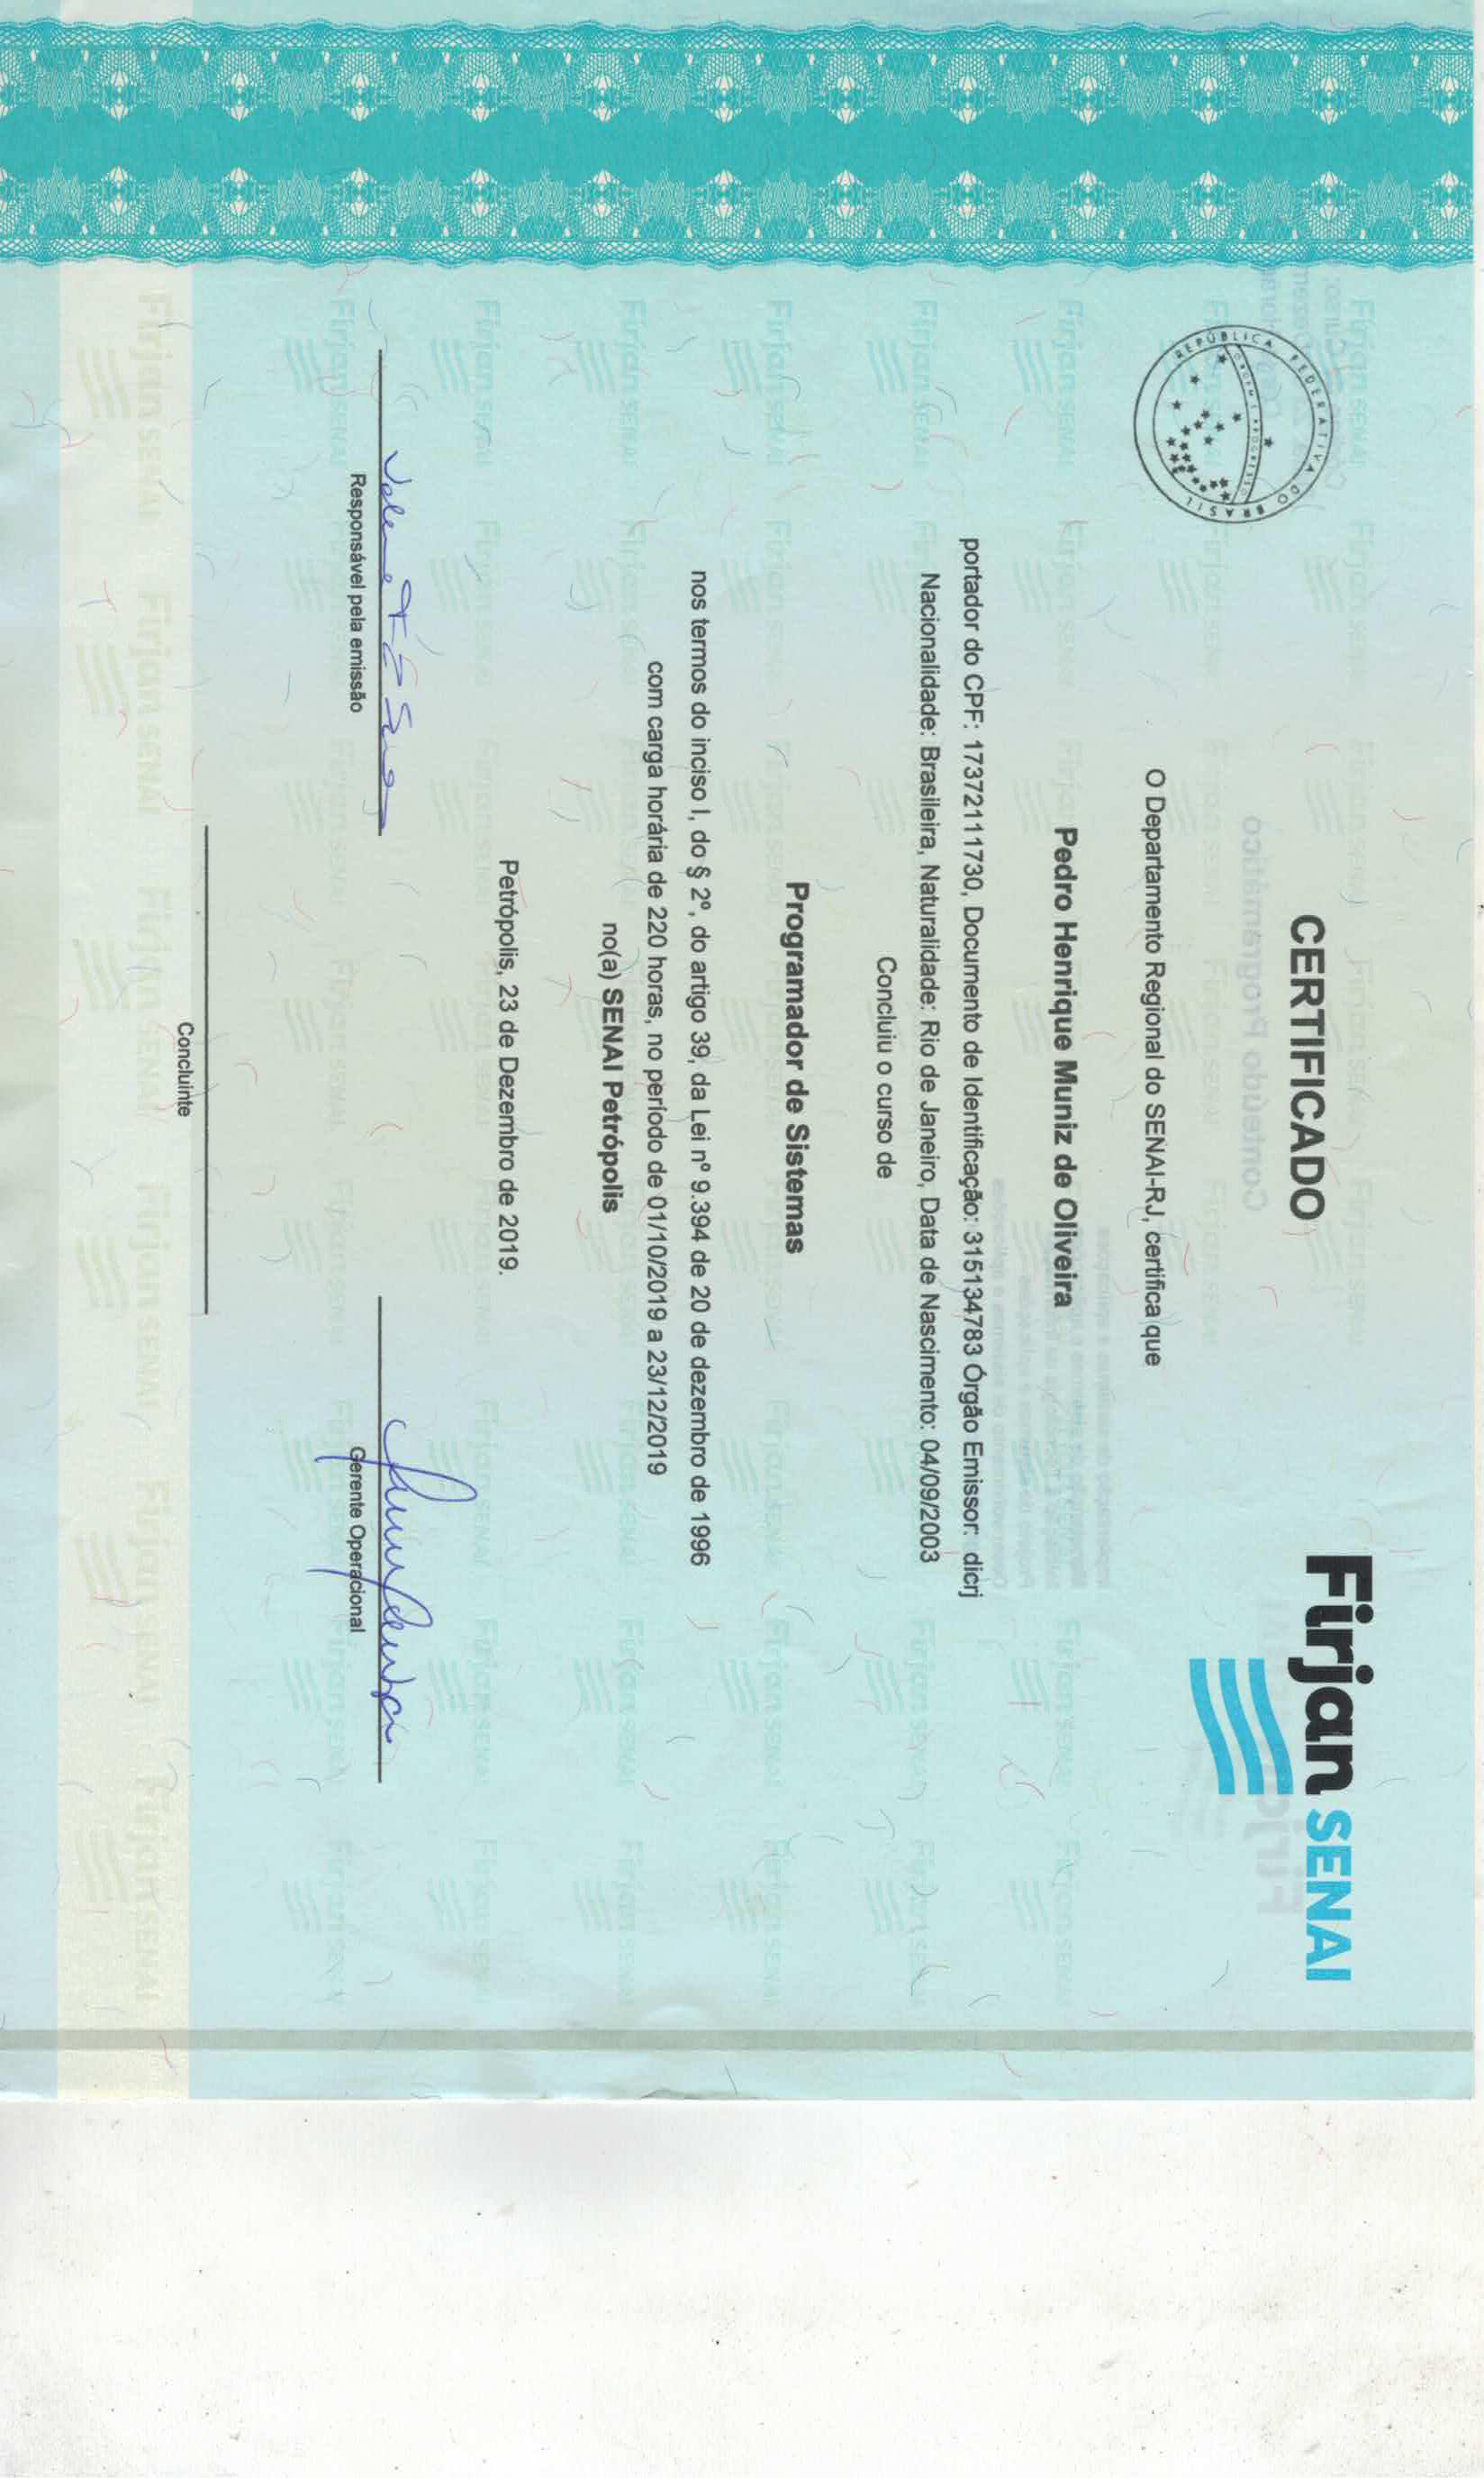 Firjan SENAI
REPÚBLICA FEDERATIVA DO BRASIL
ORDEM E PROGRESSO
CERTIFICADO
O Departamento Regional do SENAI-RJ, certifica que
Pedro Henrique Muniz de Oliveira
portador do CPF: 17372111730, Documento de Identificação: 315134783 Órgão Emissor: dicrj
Nacionalidade: Brasileira, Naturalidade: Rio de Janeiro, Data de Nascimento: 04/09/2003
Concluiu o curso de
Programador de Sistemas
nos termos do inciso I, do § 2º, do artigo 39, da Lei nº 9.394 de 20 de dezembro de 1996
com carga horária de 220 horas, no período de 01/10/2019 a 23/12/2019
no(a) SENAI Petrópolis
Petrópolis, 23 de Dezembro de 2019.
Responsável pela emissão
Gerente Operacional
Concluinte